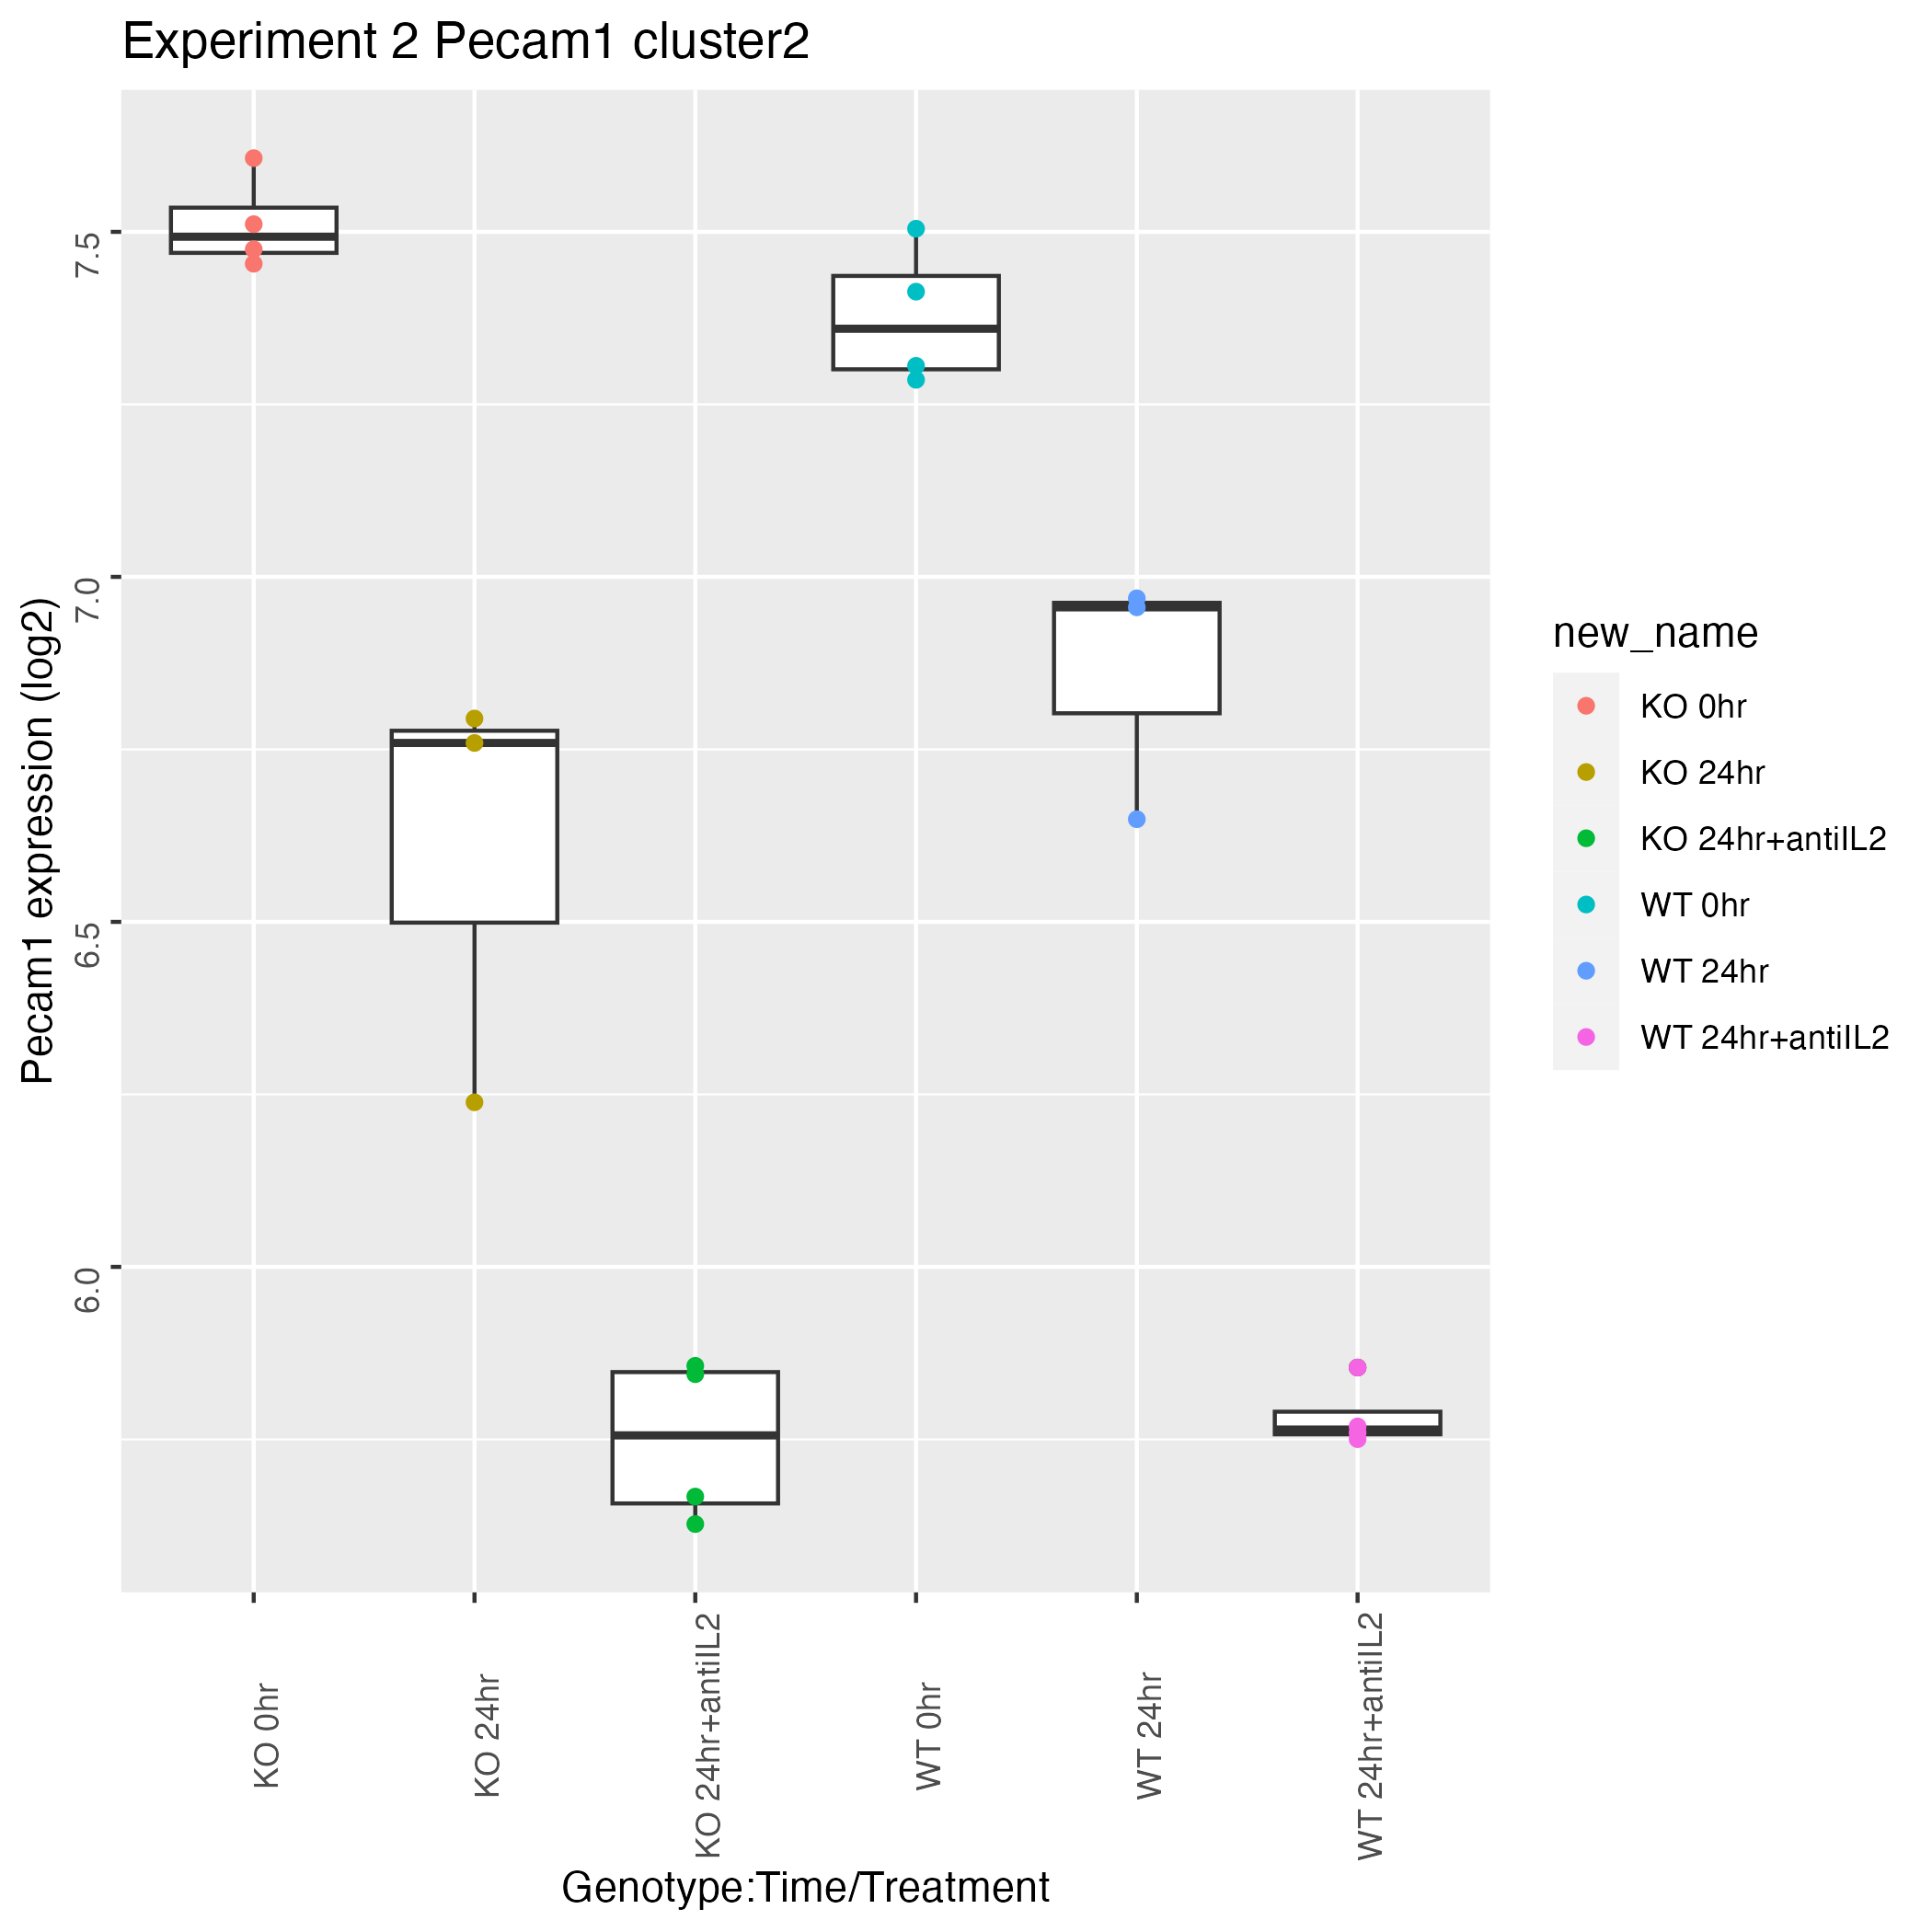 Experiment 2 Pecam1 cluster2
Pecam1 expression (log2)
7.5
7.0
6.5
6.0
KO 0hr
KO 24hr
KO 24hr+antiIL2
WT 0hr
WT 24hr
WT 24hr+antiIL2
Genotype:Time/Treatment
new_name
KO 0hr
KO 24hr
KO 24hr+antiIL2
WT 0hr
WT 24hr
WT 24hr+antiIL2